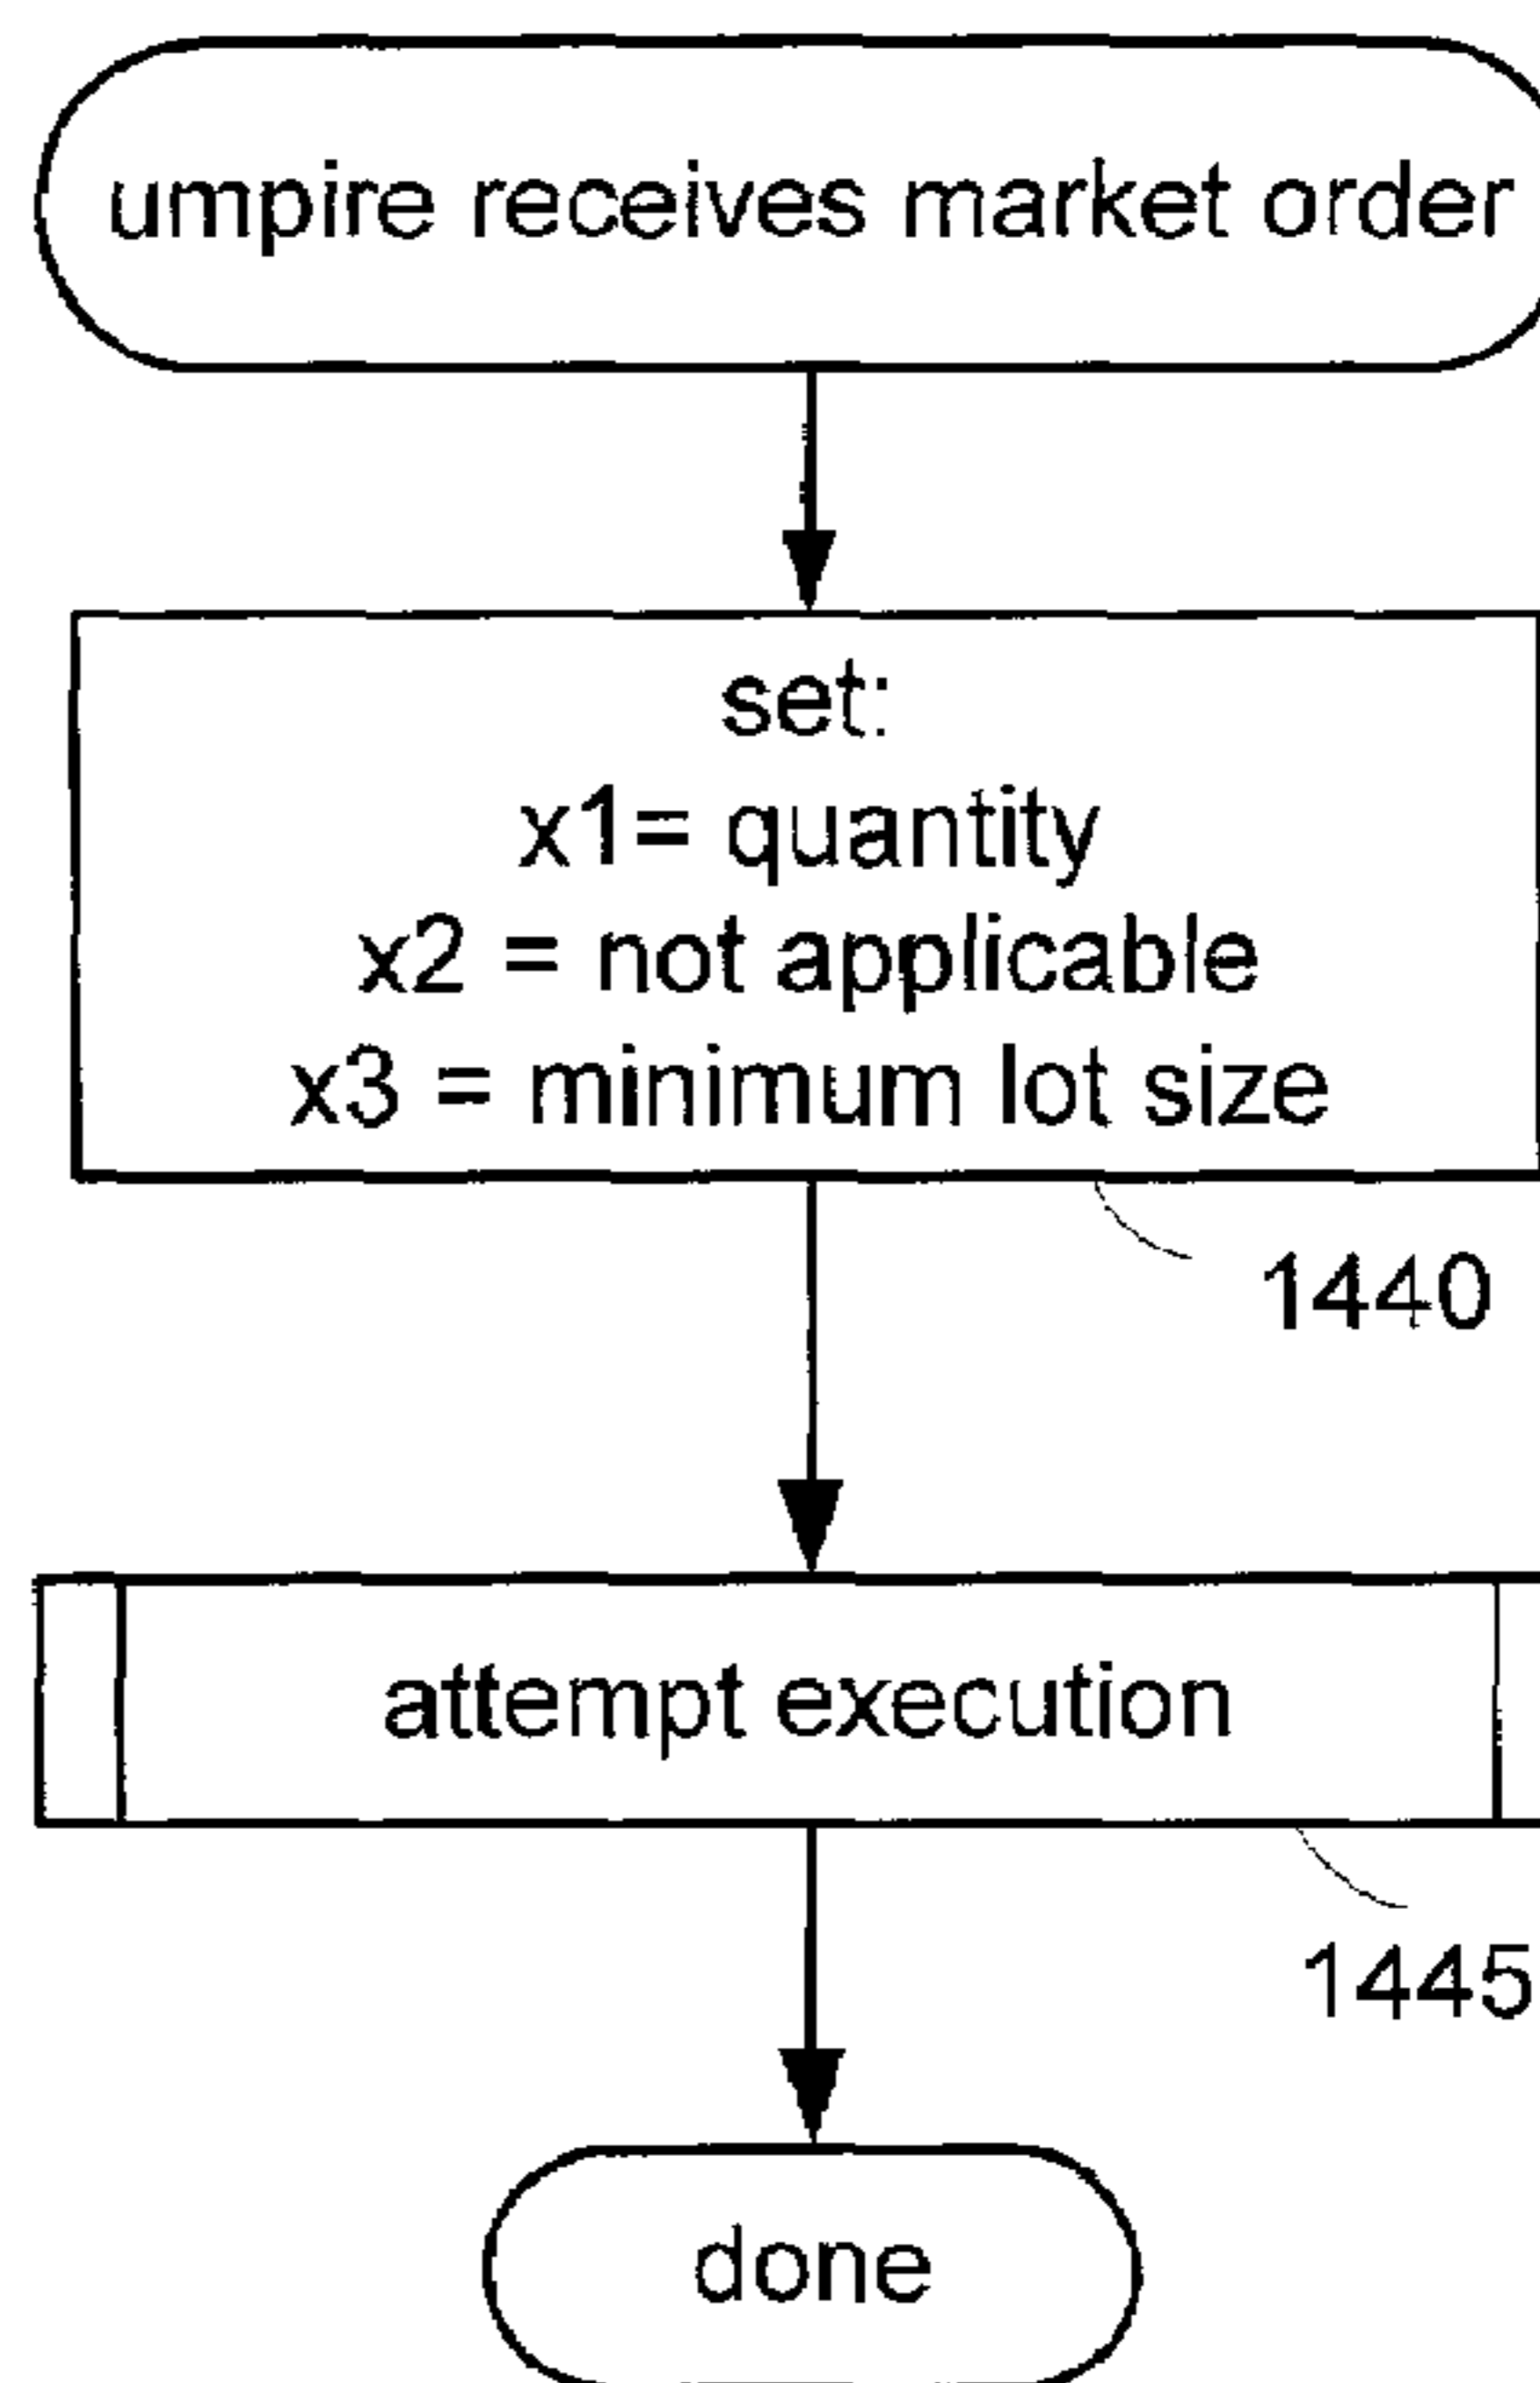 umpire receives market order
set:
x1= quantity
x2 = not applicable
x3 = minimum lot size
1440
attempt execution
1445
done